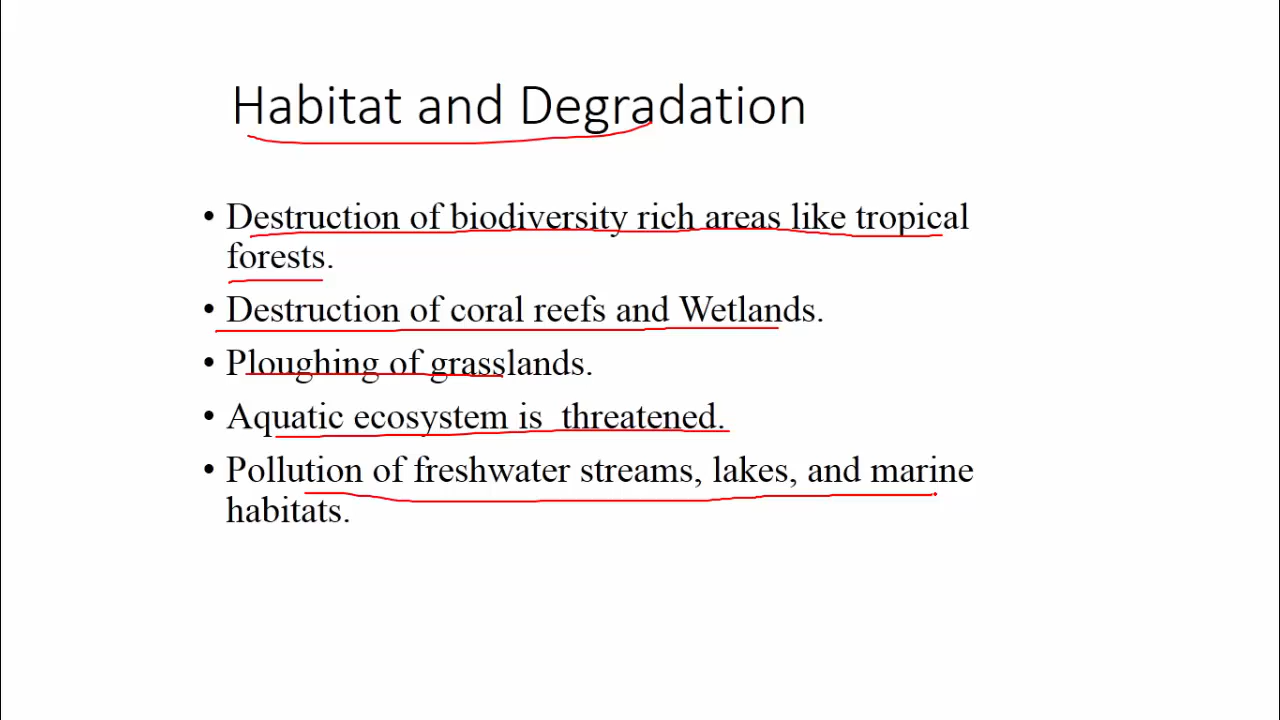 Habitat and Degradation
• Destruction of biodiversity rich areas like tropical
forests.
• Destruction of coral reefs and Wetlands.
• Ploughing of grasslands.
• Aquatic ecosystem is  threatened.
• Pollution of freshwater streams, lakes, and marine
habitats.